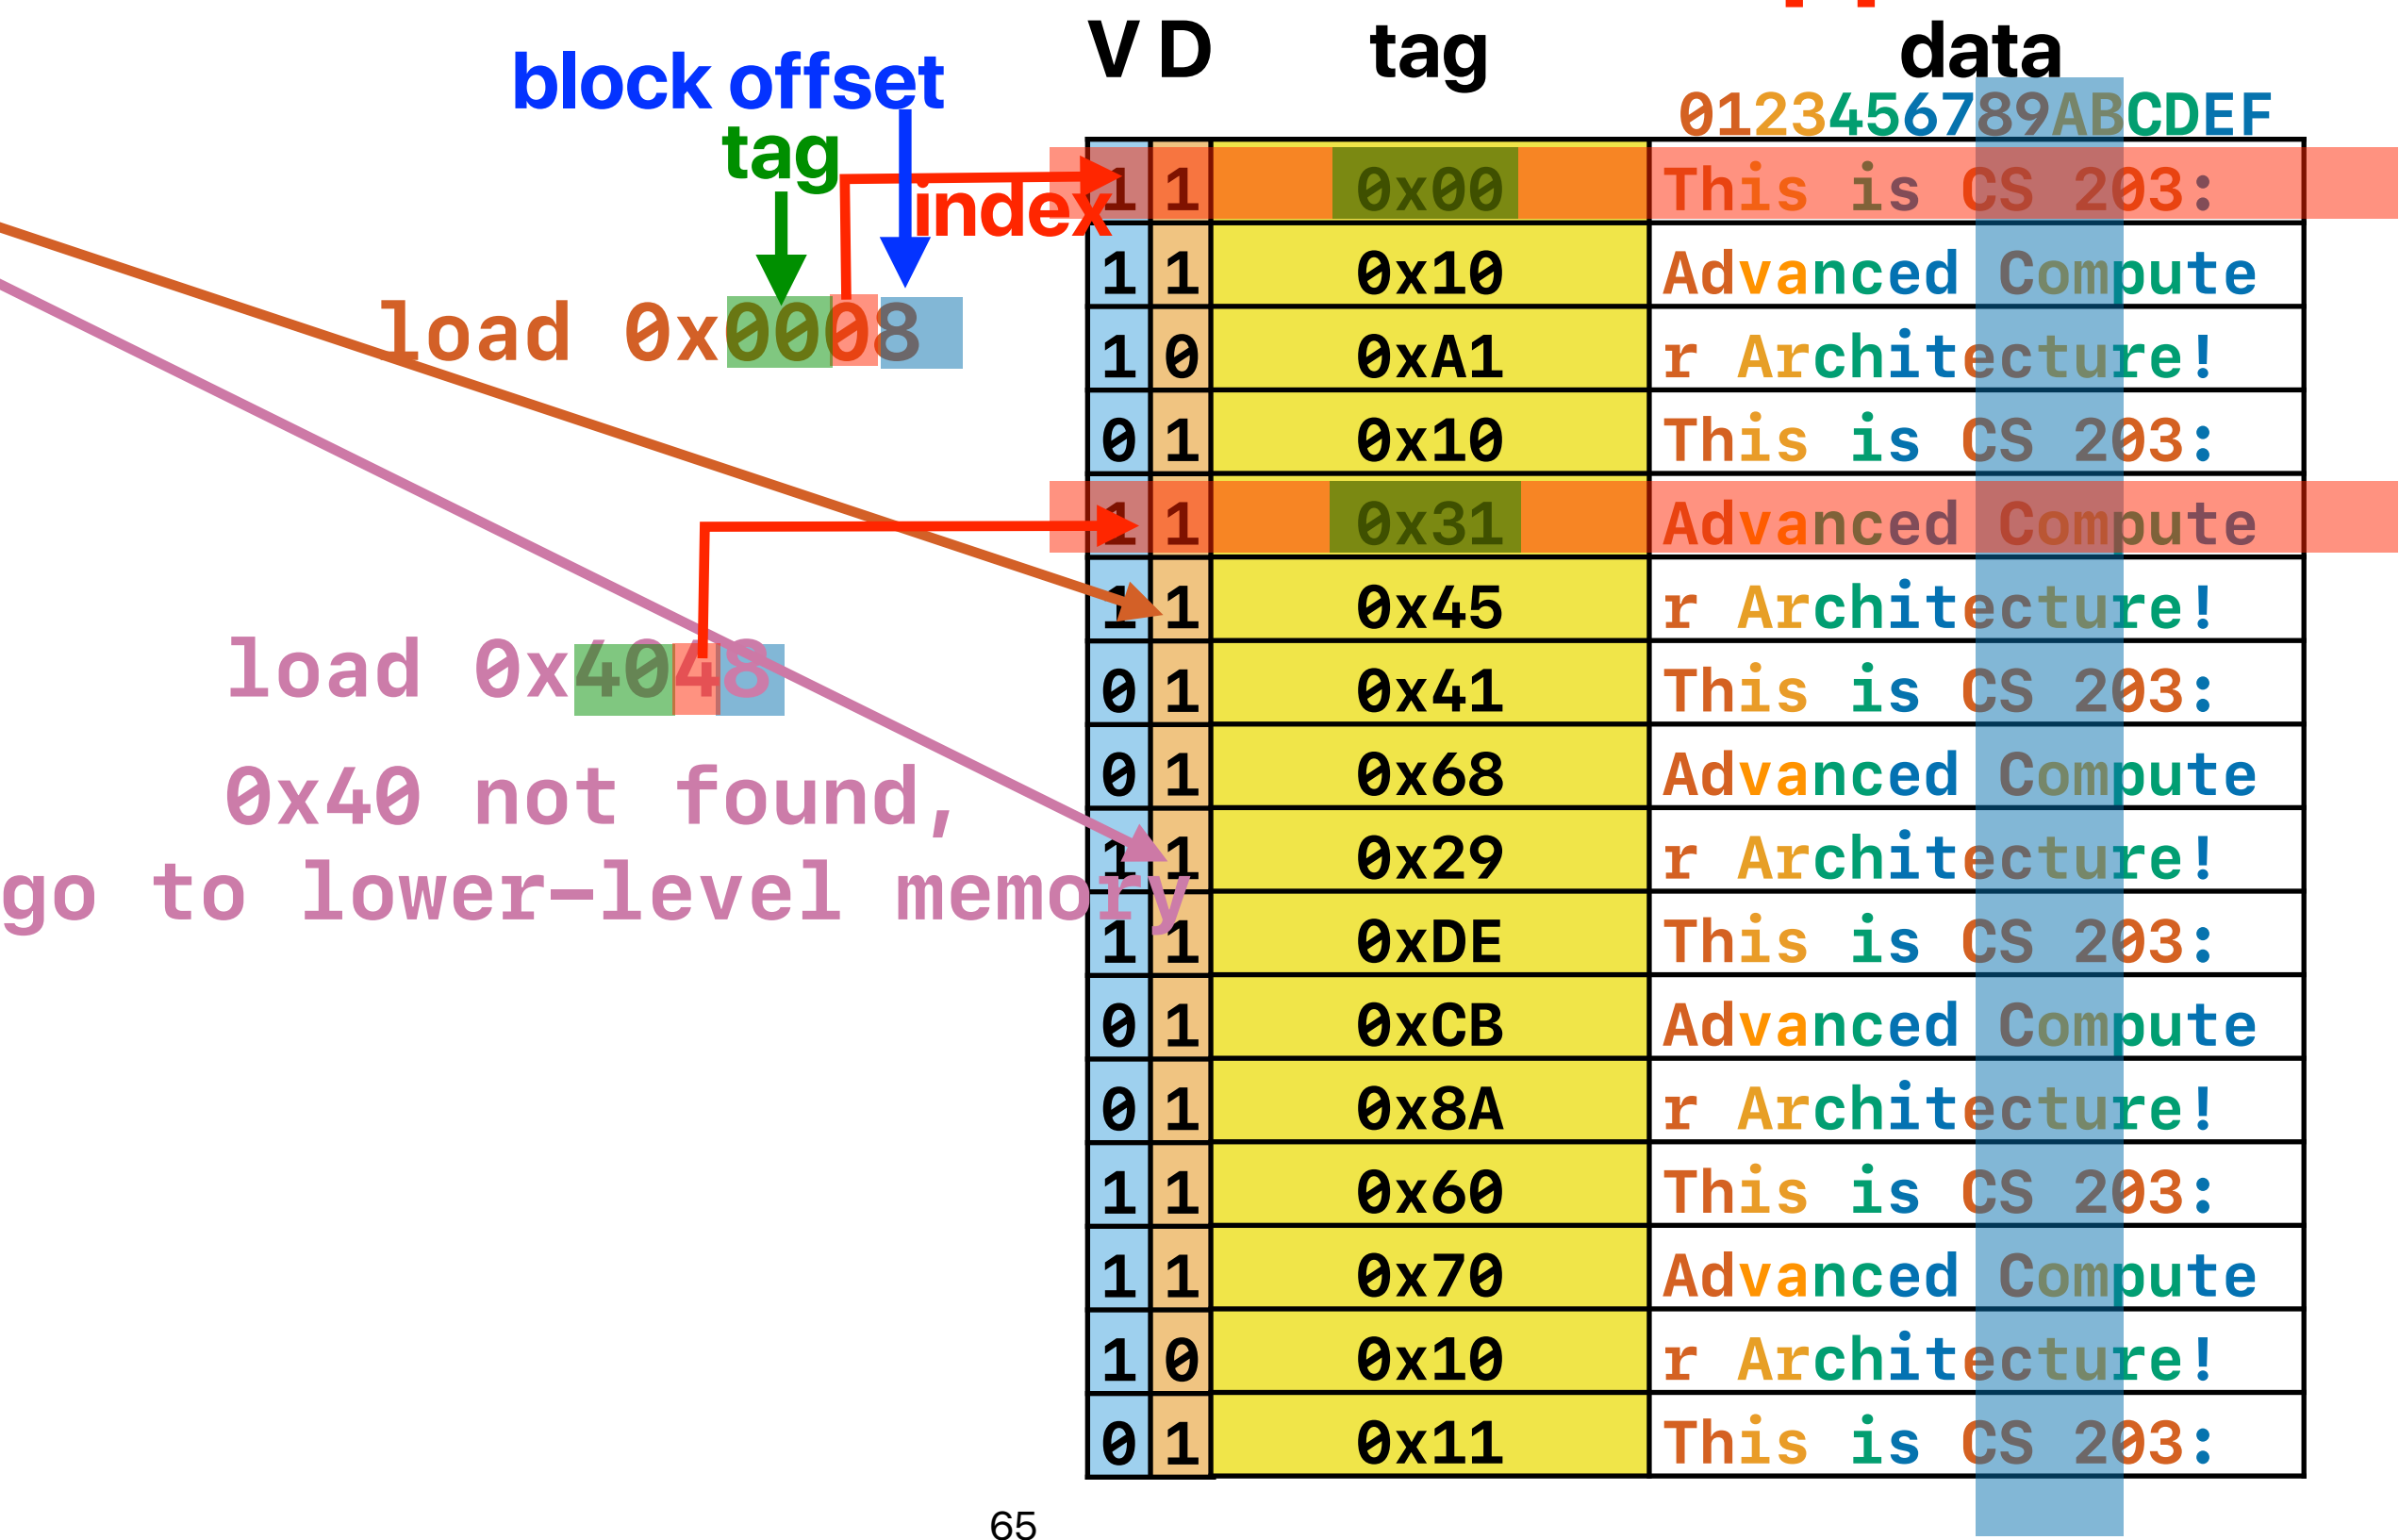 V D tag data
block offset
0123456789ABCDEF
tag
index
1 1 0x00 This is CS 203:
1 1 0x10 Advanced Compute
load 0x0008
1 0 0xA1 r Architecture!
0 1 0x10 This is CS 203:
1 1 0x31 Advanced Compute
1 1 0x45 r Architecture!
load 0x4048
0 1 0x41 This is CS 203:
0x40 not found,
go to lower-level memory
0 1 0x68 Advanced Compute
1 1 0x29 r Architecture!
1 1 0xDE This is CS 203:
0 1 0xCB Advanced Compute
0 1 0x8A r Architecture!
1 1 0x60 This is CS 203:
1 1 0x70 Advanced Compute
1 0 0x10 r Architecture!
0 1 0x11 This is CS 203:
65